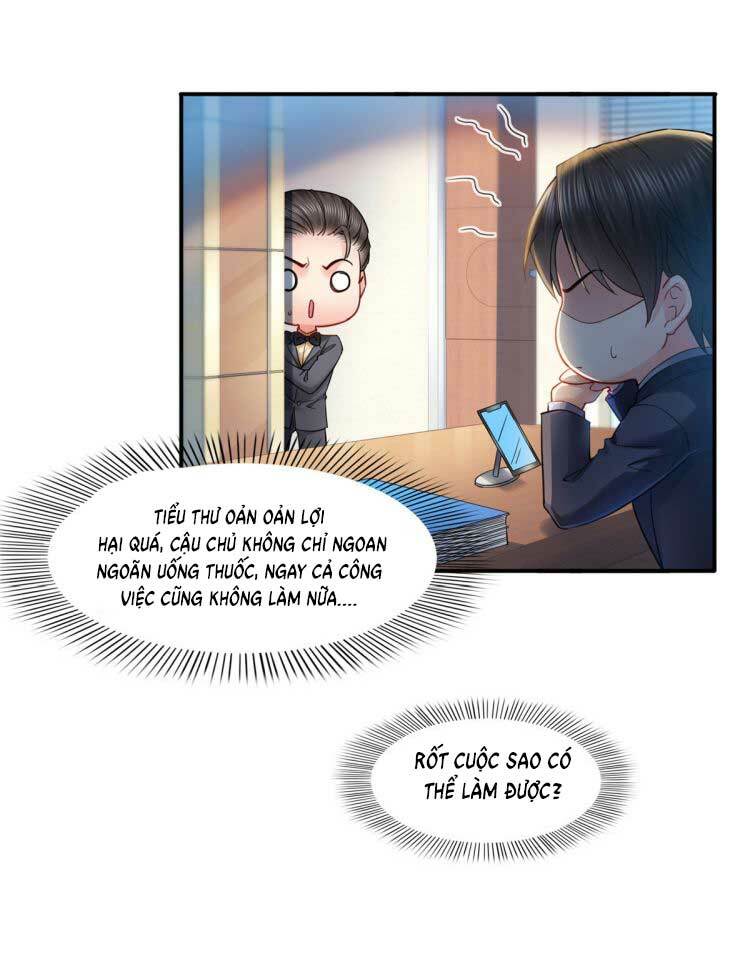 TIỂU THƯ OẢN OẢN LỢI
HẠI QUÁ, CẬU CHỦ KHÔNG CHỈ NGOAN
NGOÃN UỐNG THUỐC, NGAY CẢ CÔNG
VIỆC CŨNG KHÔNG LÀM NỮA....
RỐT CUỘC SAO CÓ
THỂ LÀM ĐƯỢC?